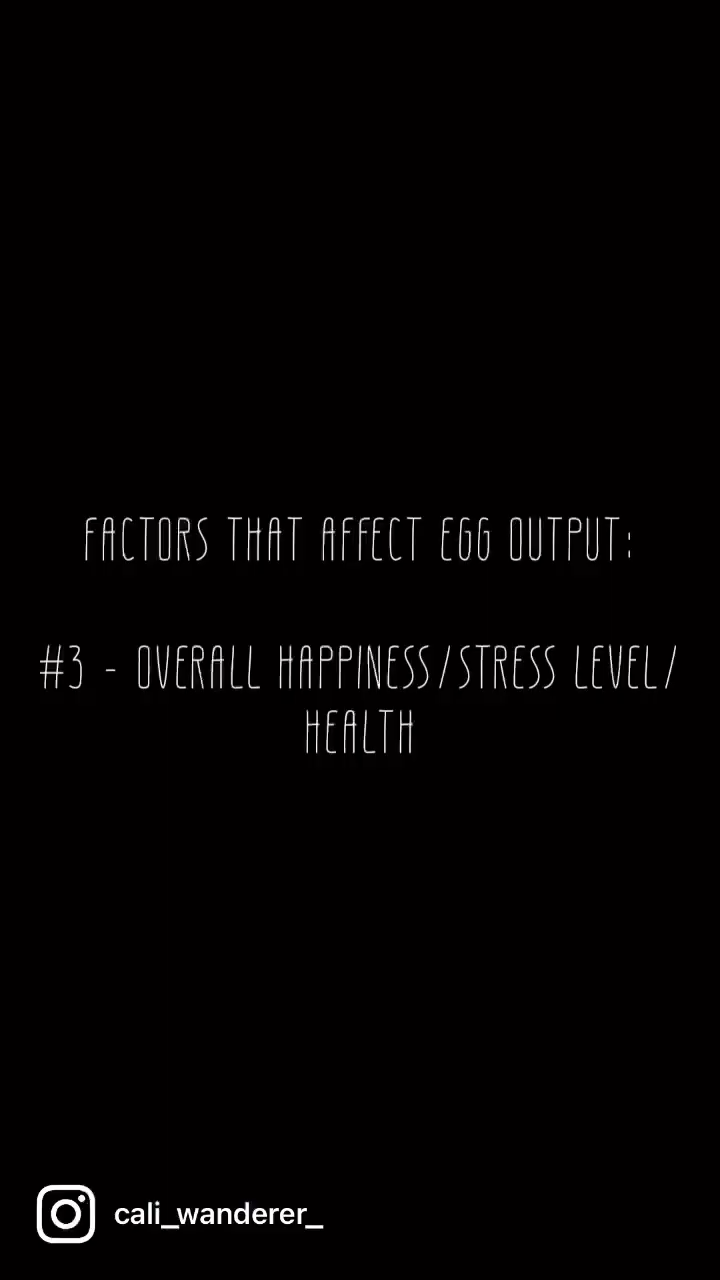 FACTORS THAT AFFECT EGG OUTPUT:
#3 - OVERALL HAPPINESS/STRESS LEVEL/
HEALTH
cali_wanderer_